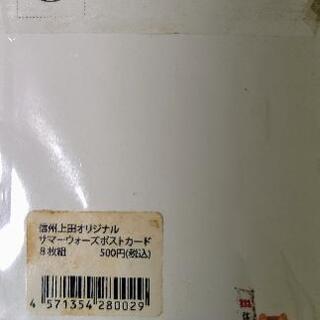 信州上田オリジナル
サマーウォーズポストカード
8枚組 500円(税込)
4 571354 280029